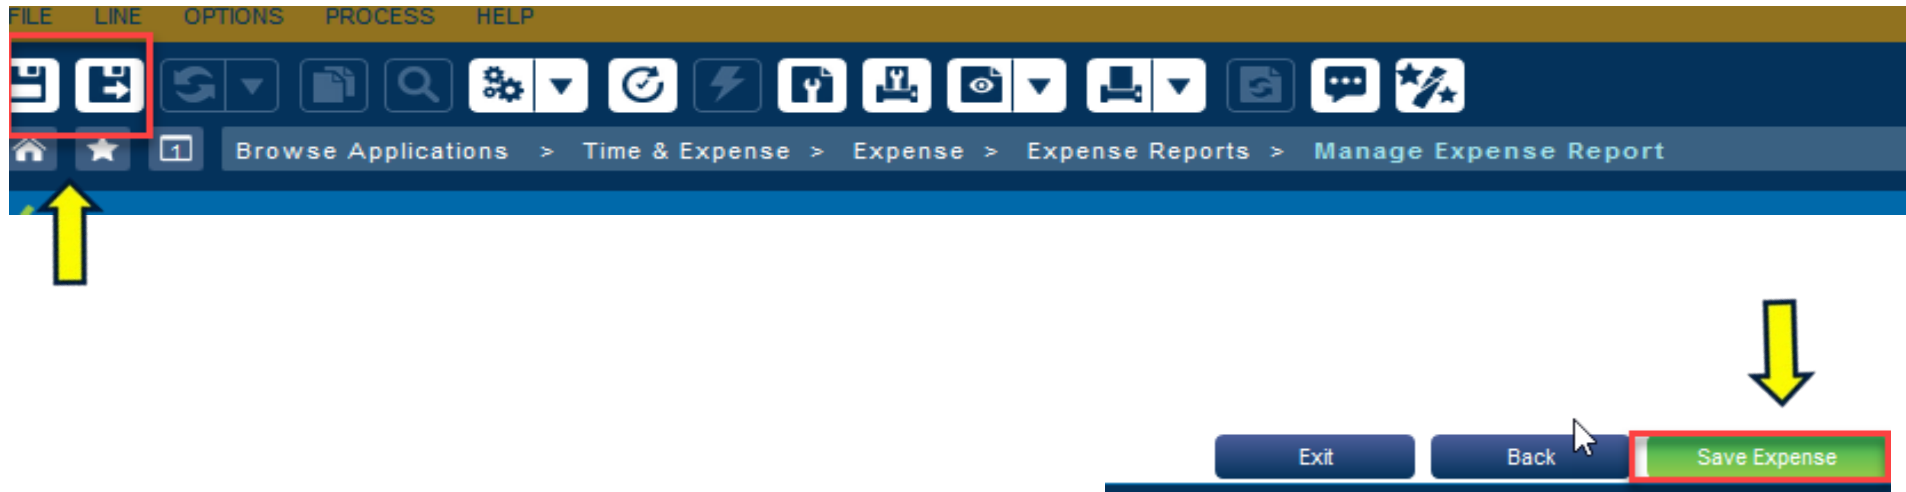 FILE LINE OPTIONS PROCESS HELP
1 Browse Applications > Time & Expense > Expense > Expense Reports > Manage Expense Report
Exit Back Save Expense